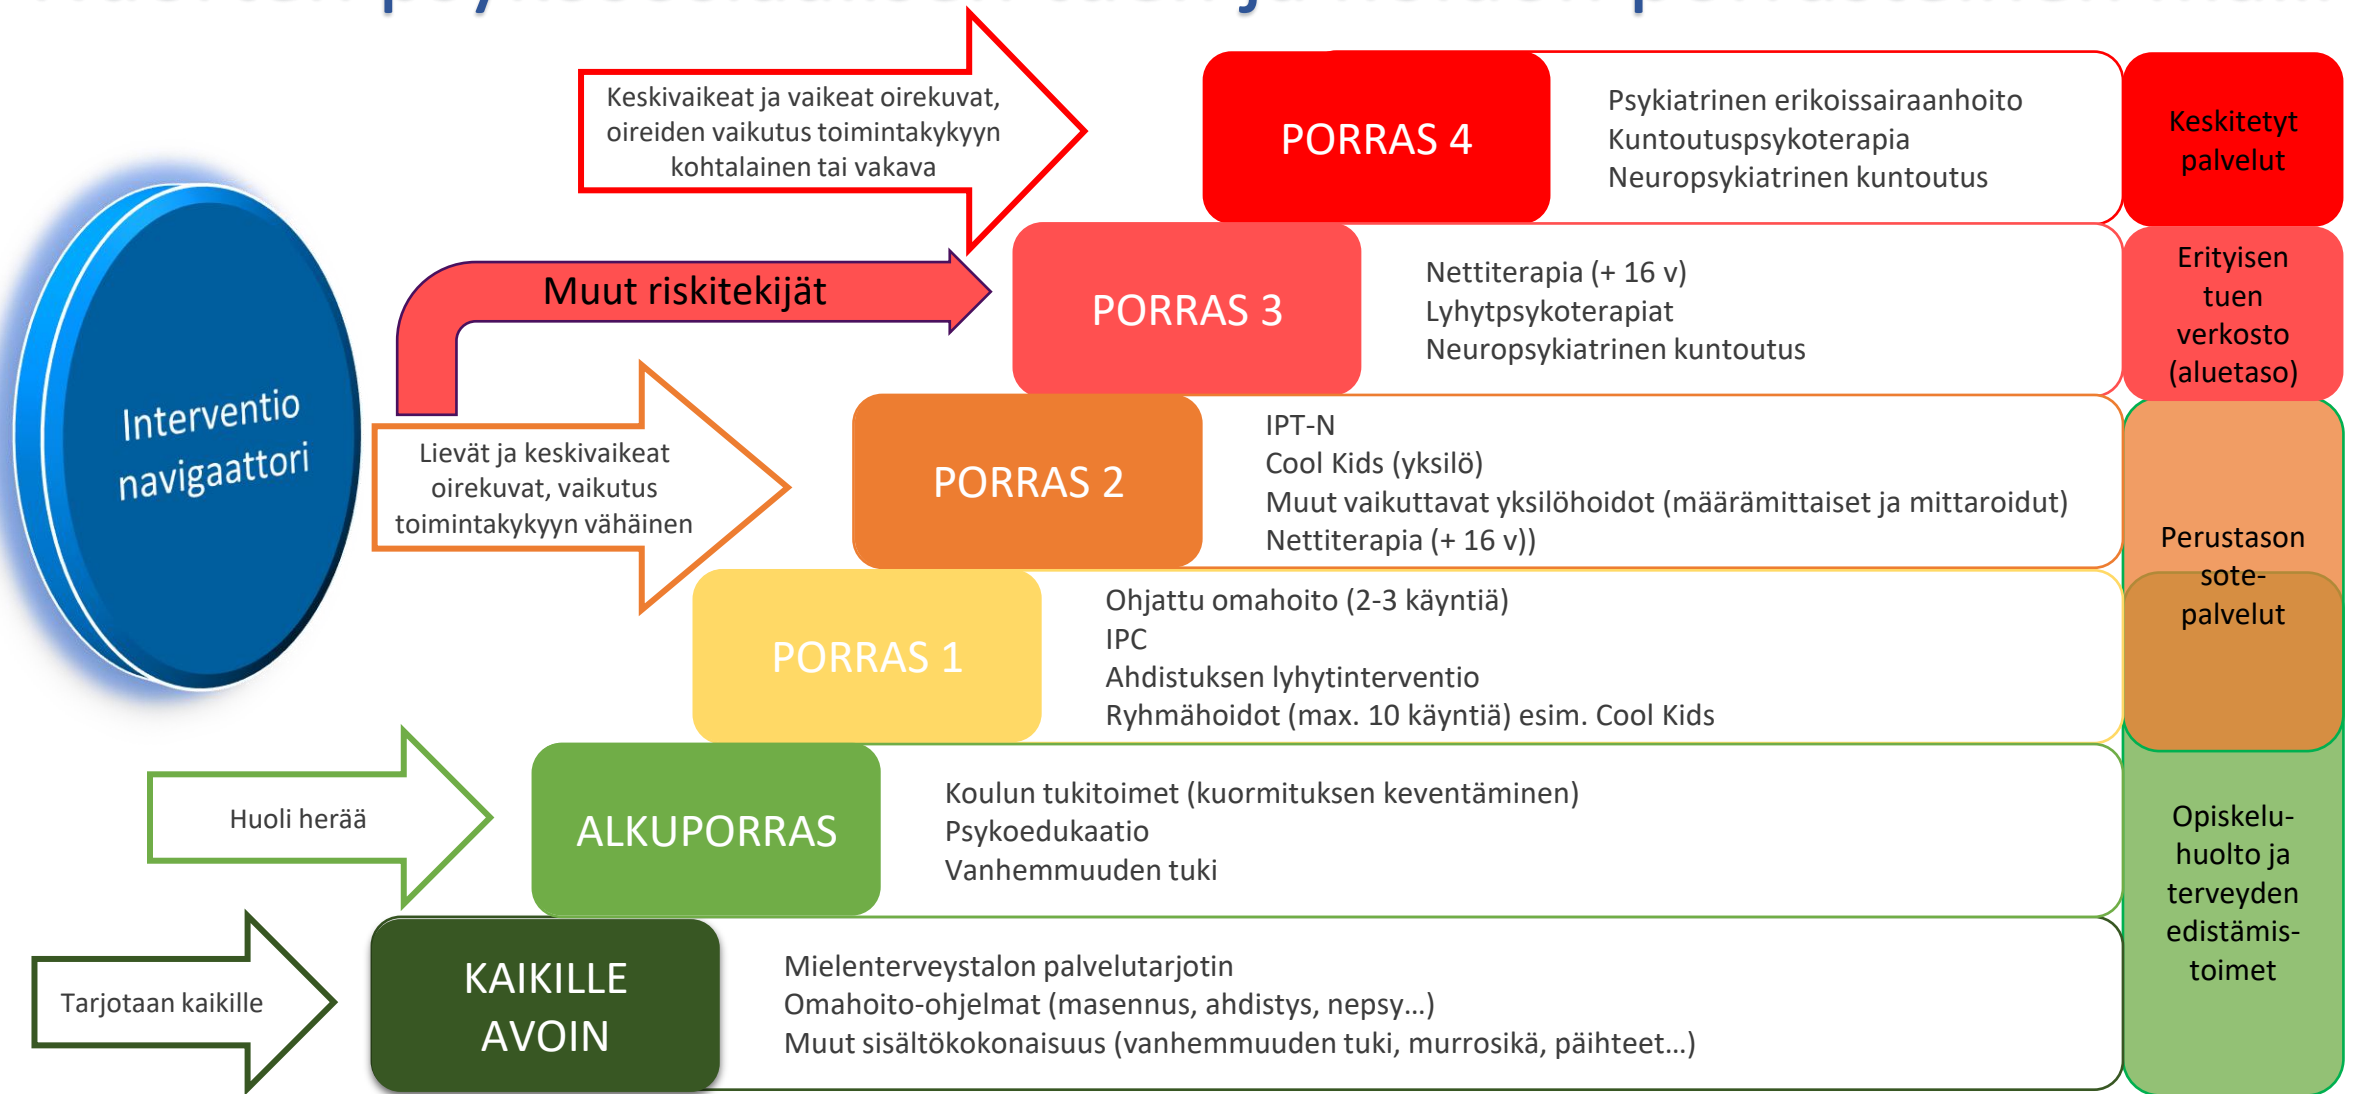 Keskivaikeat ja vaikeat oirekuvat,
oireiden vaikutus toimintakykyyn
kohtalainen tai vakava
PORRAS 4
Psykiatrinen erikoissairaanhoito
Kuntoutuspsykoterapia
Neuropsykiatrinen kuntoutus
Keskitetyt
palvelut
Muut riskitekijät
PORRAS 3
Nettiterapia (+ 16 v)
Lyhytpsykoterapiat
Neuropsykiatrinen kuntoutus
Erityisen
tuen
verkosto
(aluetaso)
Interventio
navigaattori
Lievät ja keskivaikeat
oirekuvat, vaikutus
toimintakykyyn vähäinen
PORRAS 2
IPT-N
Cool Kids (yksilö)
Muut vaikuttavat yksilöhoidot (määrämittaiset ja mittaroidut)
Nettiterapia (+ 16 v))
Perustason
sote-
palvelut
PORRAS 1
Ohjattu omahoito (2-3 käyntiä)
IPC
Ahdistuksen lyhytinterventio
Ryhmähoidot (max. 10 käyntiä) esim. Cool Kids
Huoli herää
ALKUPORRAS
Koulun tukitoimet (kuormituksen keventäminen)
Psykoedukaatio
Vanhemmuuden tuki
Opiskelu-
huolto ja
terveyden
edistämis-
toimet
Tarjotaan kaikille
KAIKILLE
AVOIN
Mielenterveystalon palvelutarjotin
Omahoito-ohjelmat (masennus, ahdistys, nepsy…)
Muut sisältökokonaisuus (vanhemmuuden tuki, murrosikä, päihteet…)